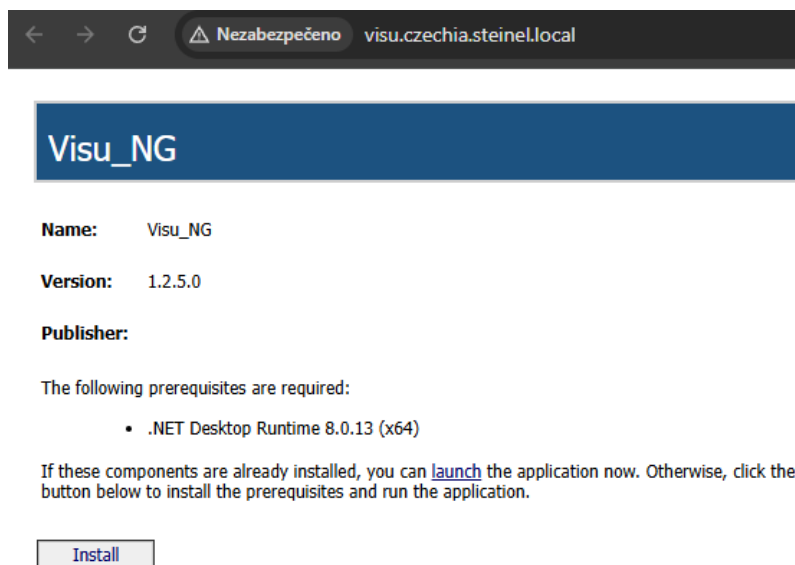 Nezabezpečeno visu.czechia.steinel.local
Visu_NG
Name: Visu_NG
Version: 1.2.5.0
Publisher:
The following prerequisites are required:
• .NET Desktop Runtime 8.0.13 (x64)
If these components are already installed, you can launch the application now. Otherwise, click the
button below to install the prerequisites and run the application.
Install